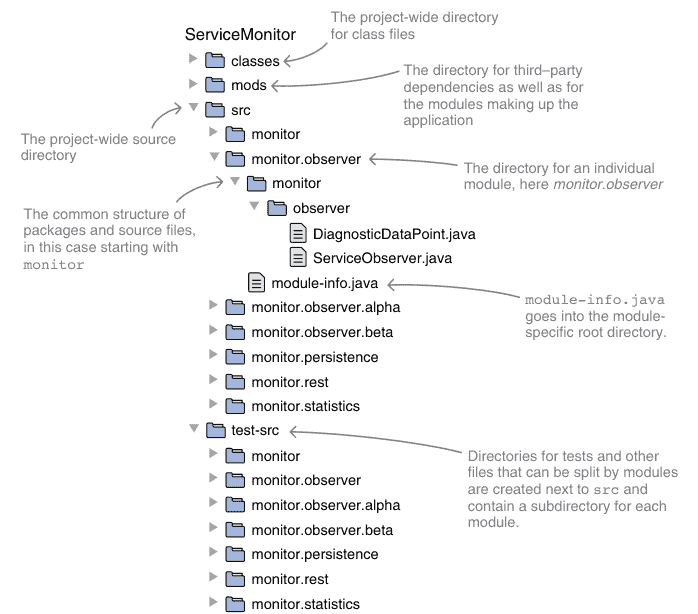 The project-wide directory
for class files
ServiceMonitor
classes
mods
The directory for third–party
dependencies as well as for
the modules making up the
application
src
The project-wide source
directory
monitor
monitor.observer
The directory for an individual
module, here monitor.observer
monitor
The common structure of
packages and source files,
in this case starting with
monitor
observer
DiagnosticDataPoint.java
ServiceObserver.java
module-info.java
module-info.java
goes into the module-
specific root directory.
monitor.observer.alpha
monitor.observer.beta
monitor.persistence
monitor.rest
monitor.statistics
test-src
Directories for tests and other
files that can be split by modules
are created next to src and
contain a subdirectory for each
module.
monitor
monitor.observer
monitor.observer.alpha
monitor.observer.beta
monitor.persistence
monitor.rest
monitor.statistics